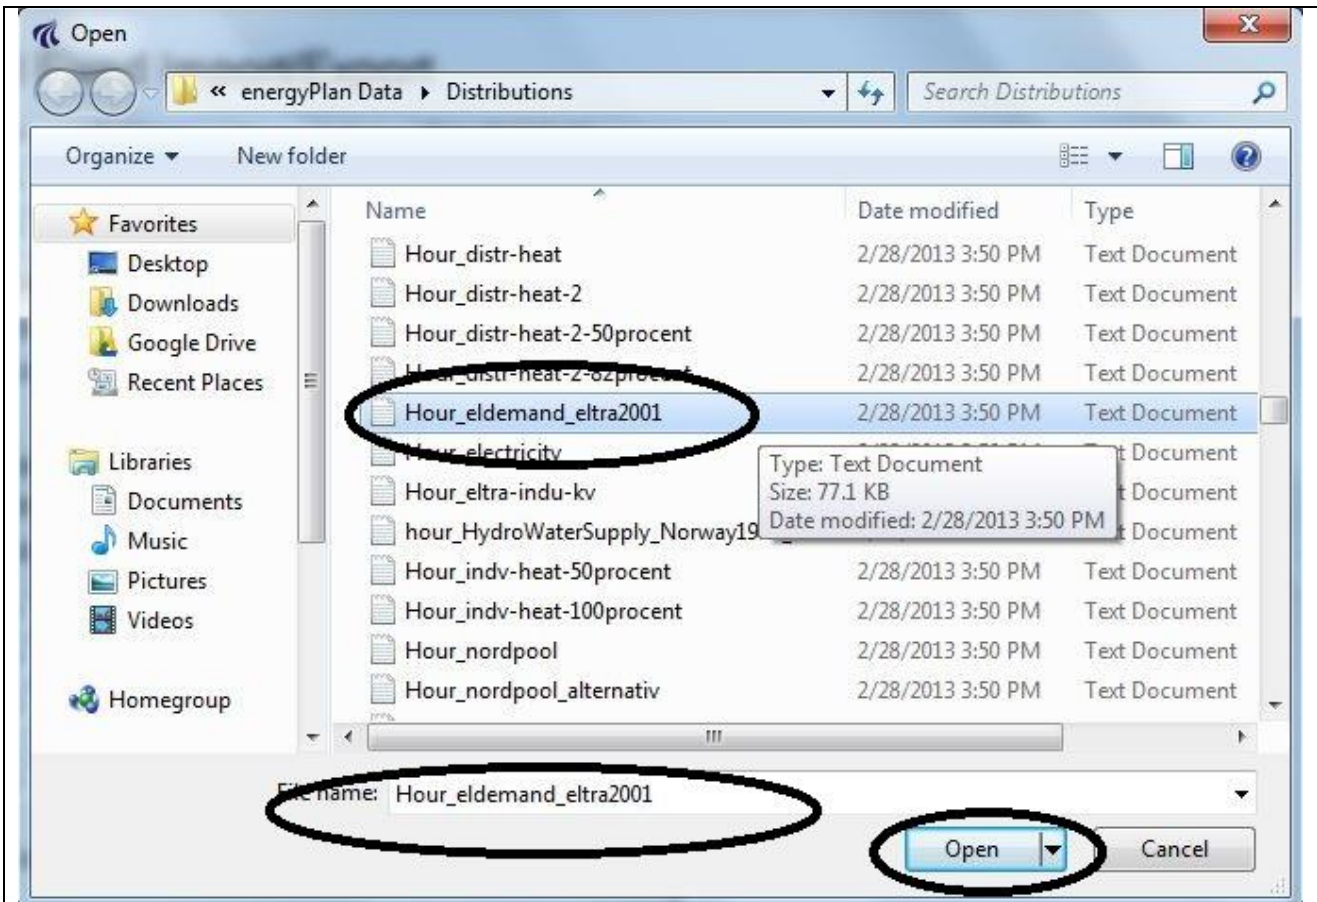 Open
« energyPlan Data ▸ Distributions
Search Distributions
Organize
New folder
Favorites
Desktop
Downloads
Google Drive
Recent Places
Libraries
Documents
Music
Pictures
Videos
Homegroup
Name Date modified Type
Hour_distr-heat 2/28/2013 3:50 PM Text Document
Hour_distr-heat-2 2/28/2013 3:50 PM Text Document
Hour_distr-heat-2-50procent 2/28/2013 3:50 PM Text Document
Hour_distr-heat-2-82procent 2/28/2013 3:50 PM Text Document
Hour_eldemand_eltra2001 2/28/2013 3:50 PM Text Document
Hour_electricity t Document
Hour_eltra-indu-kv t Document
hour_HydroWaterSupply_Norway19 t Document
Hour_indv-heat-50procent 2/28/2013 3:50 PM Text Document
Hour_indv-heat-100procent 2/28/2013 3:50 PM Text Document
Hour_nordpool 2/28/2013 3:50 PM Text Document
Hour_nordpool_alternativ 2/28/2013 3:50 PM Text Document
Type: Text Document
Size: 77.1 KB
Date modified: 2/28/2013 3:50 PM
File name: Hour_eldemand_eltra2001
Open
Cancel